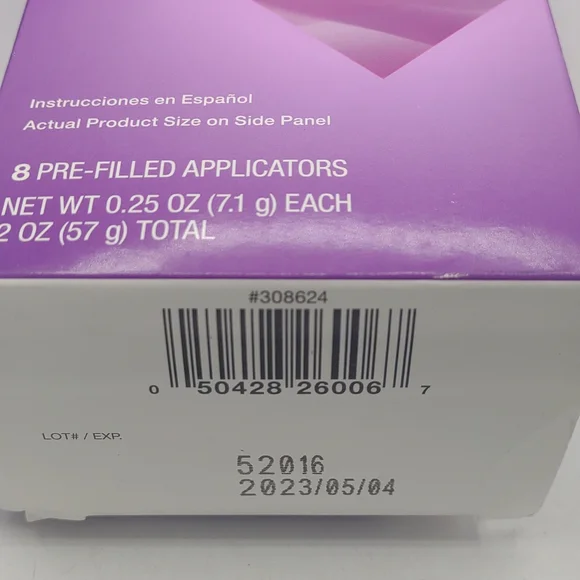 Instrucciones en Español
Actual Product Size on Side Panel
8 PRE-FILLED APPLICATORS
NET WT 0.25 OZ (7.1 g) EACH
2 OZ (57 g) TOTAL
#308624
0 50428 26006 7
LOT# / EXP.
52016
2023/05/04